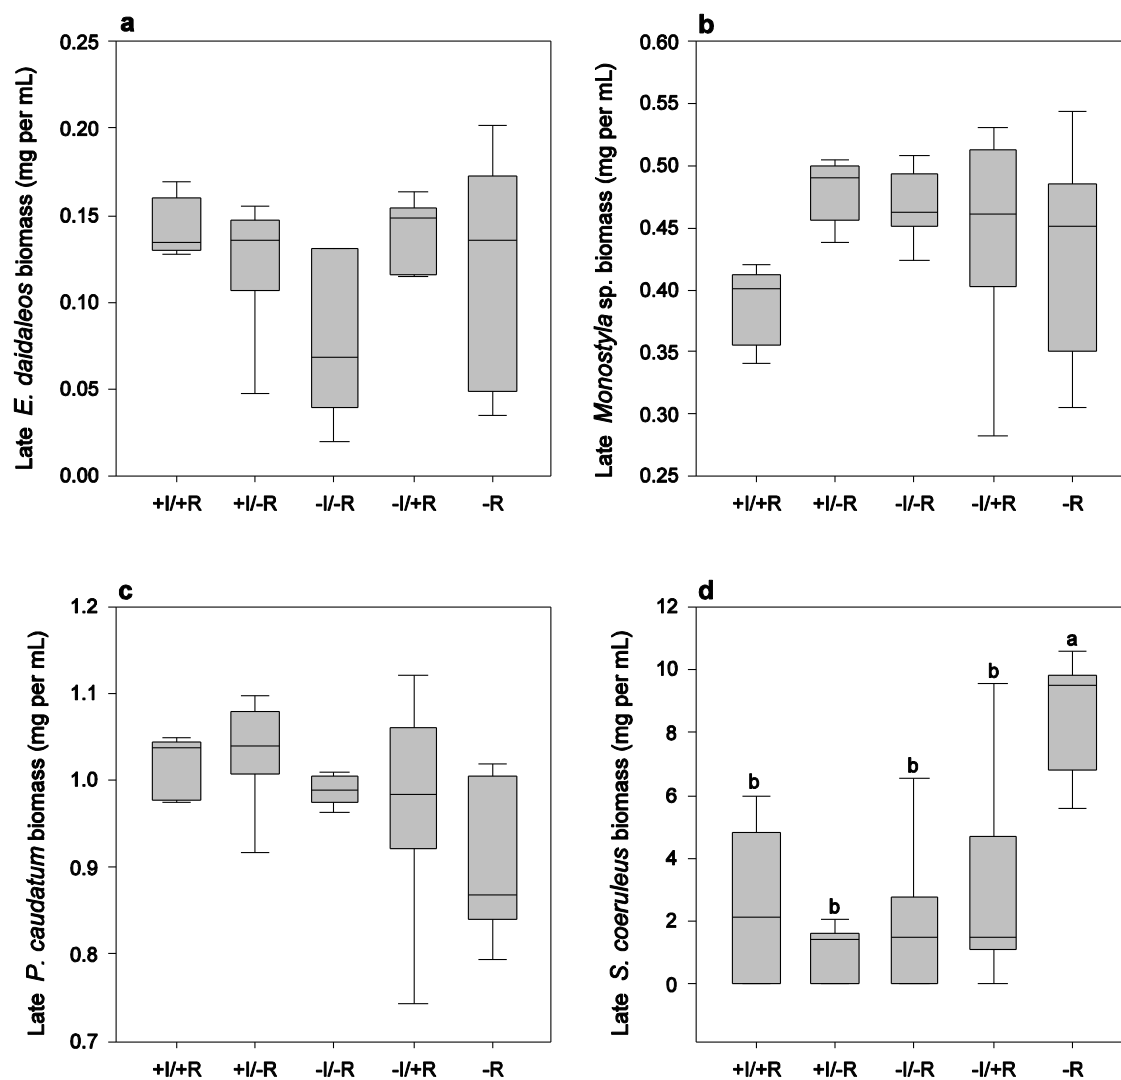 a
Late E. daidaleos biomass (mg per mL)
0.25
0.20
0.15
0.10
0.05
0.00
+I/+R +I/-R -I/-R -I/+R -R
b
Late Monostyla sp. biomass (mg per mL)
0.60
0.55
0.50
0.45
0.40
0.35
0.30
0.25
+I/+R +I/-R -I/-R -I/+R -R
c
Late P. caudatum biomass (mg per mL)
1.2
1.1
1.0
0.9
0.8
0.7
+I/+R +I/-R -I/-R -I/+R -R
d
Late S. coeruleus biomass (mg per mL)
12
10
8
6
4
2
0
b b b b a
+I/+R +I/-R -I/-R -I/+R -R